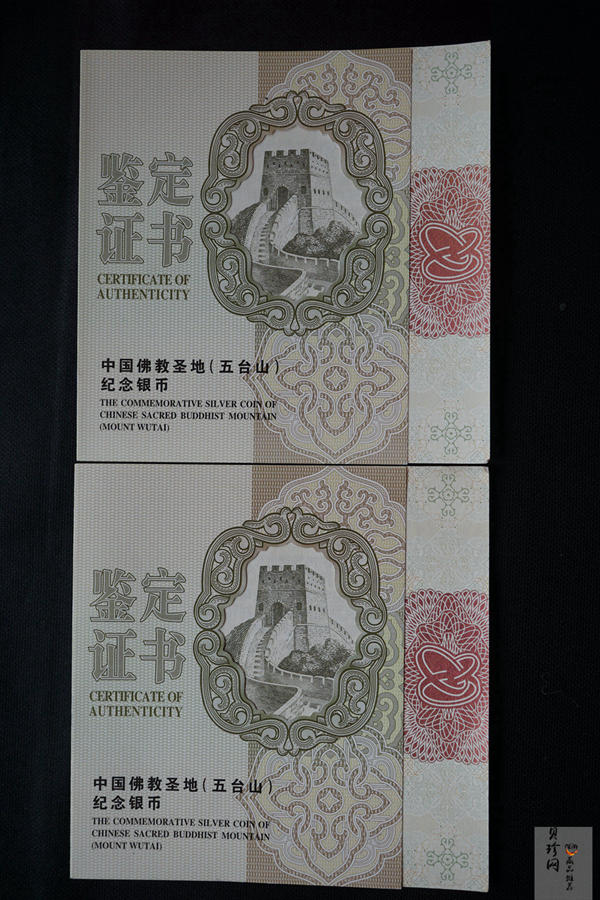 鉴定
证书
CERTIFICATE OF
AUTHENTICITY
中国佛教圣地(五台山)
纪念银币
THE COMMEMORATIVE SILVER COIN OF
CHINESE SACRED BUDDHIST MOUNTAIN
(MOUNT WUTAI)
鉴定
证书
CERTIFICATE OF
AUTHENTICITY
中国佛教圣地(五台山)
纪念银币
THE COMMEMORATIVE SILVER COIN OF
CHINESE SACRED BUDDHIST MOUNTAIN
(MOUNT WUTAI)
贝珍网